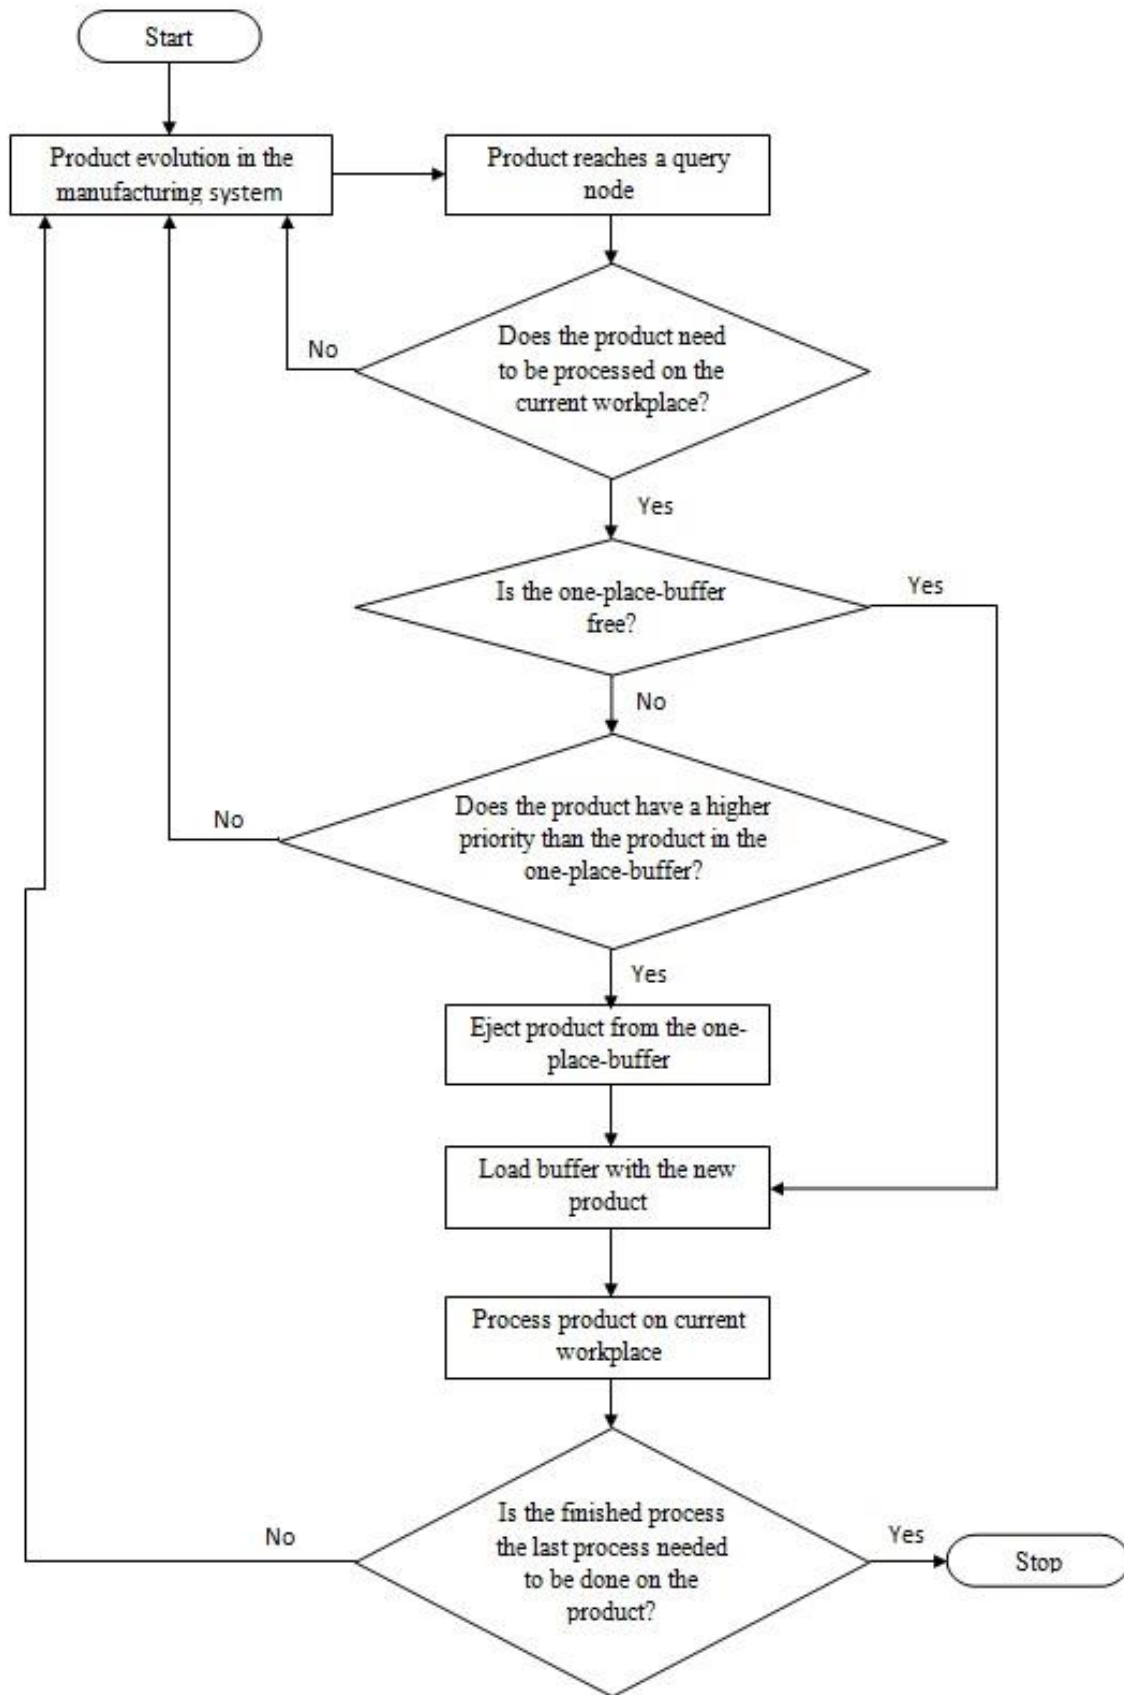 Start
Product evolution in the
manufacturing system
Product reaches a query
node
Does the product need
to be processed on the
current workplace?
No
Yes
Is the one-place-buffer
free?
Yes
No
Does the product have a higher
priority than the product in the
one-place-buffer?
No
Yes
Eject product from the one-
place-buffer
Load buffer with the new
product
Process product on current
workplace
Is the finished process
the last process needed
to be done on the
product?
No
Yes
Stop